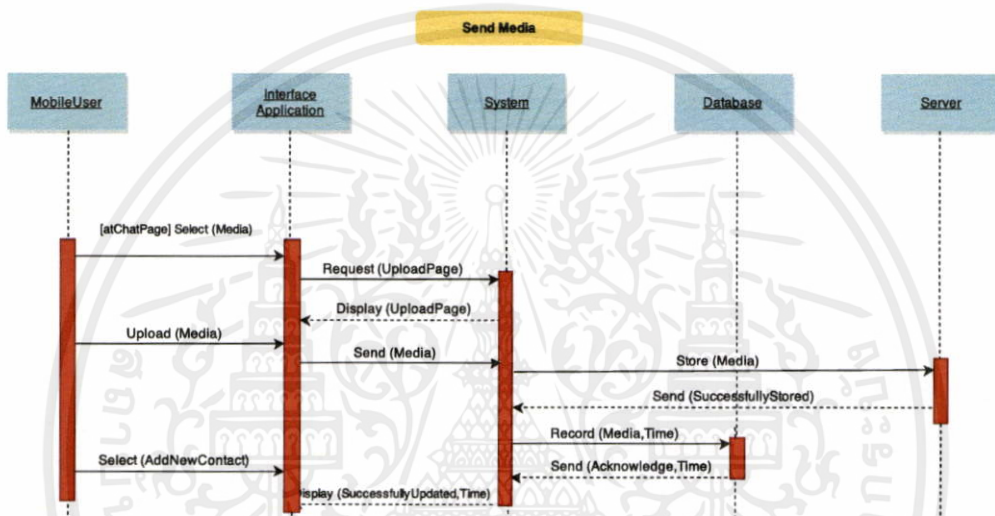 Send Media
MobileUser
Interface
Application
System
Database
Server
[atChatPage] Select (Media)
Request (UploadPage)
Display (UploadPage)
Upload (Media)
Send (Media)
Store (Media)
Send (SuccessfullyStored)
Record (Media,Time)
Select (AddNewContact)
Send (Acknowledge,Time)
Display (SuccessfullyUpdated,Time)